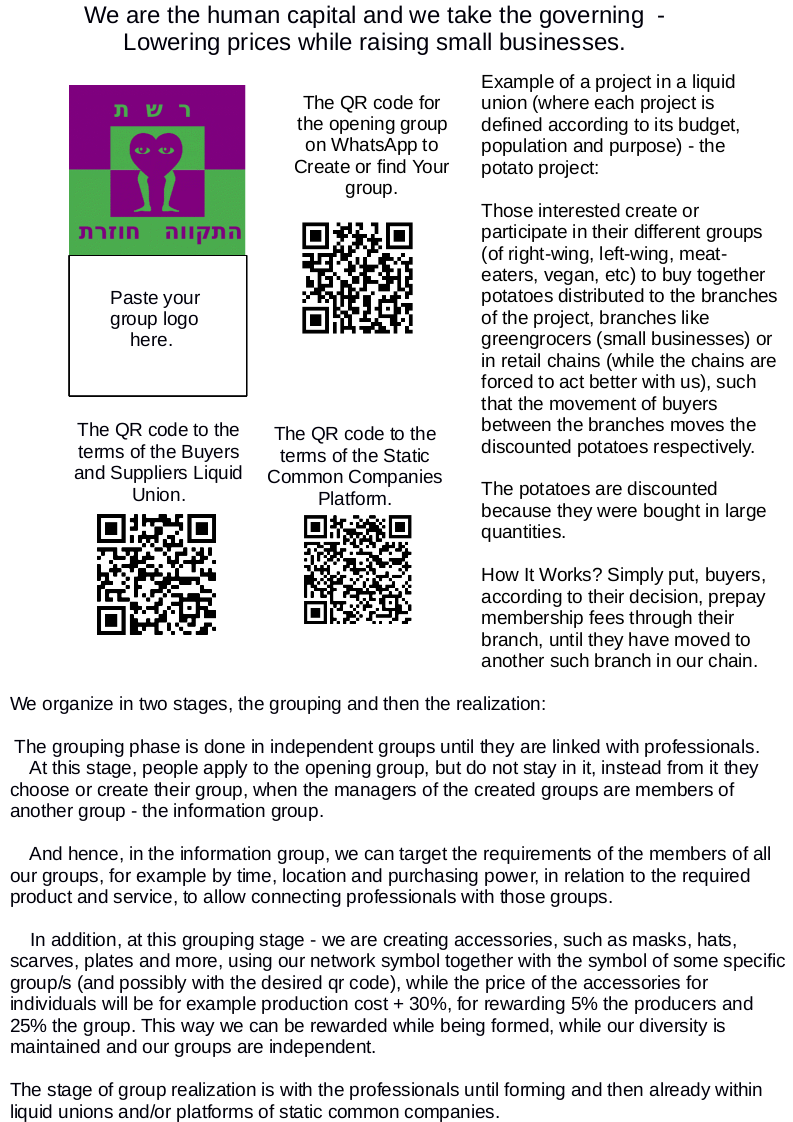 We are the human capital and we take the governing -
Lowering prices while raising small businesses.
רשת
התקווה חוזרת
Paste your
group logo
here.
The QR code for
the opening group
on WhatsApp to
Create or find Your
group.
The QR code to the
terms of the Buyers
and Suppliers Liquid
Union.
The QR code to the
terms of the Static
Common Companies
Platform.
Example of a project in a liquid
union (where each project is
defined according to its budget,
population and purpose) - the
potato project:
Those interested create or
participate in their different groups
(of right-wing, left-wing, meat-
eaters, vegan, etc) to buy together
potatoes distributed to the branches
of the project, branches like
greengrocers (small businesses) or
in retail chains (while the chains are
forced to act better with us), such
that the movement of buyers
between the branches moves the
discounted potatoes respectively.
The potatoes are discounted
because they were bought in large
quantities.
How It Works? Simply put, buyers,
according to their decision, prepay
membership fees through their
branch, until they have moved to
another such branch in our chain.
We organize in two stages, the grouping and then the realization:
The grouping phase is done in independent groups until they are linked with professionals.
At this stage, people apply to the opening group, but do not stay in it, instead from it they
choose or create their group, when the managers of the created groups are members of
another group - the information group.
And hence, in the information group, we can target the requirements of the members of all
our groups, for example by time, location and purchasing power, in relation to the required
product and service, to allow connecting professionals with those groups.
In addition, at this grouping stage - we are creating accessories, such as masks, hats,
scarves, plates and more, using our network symbol together with the symbol of some specific
group/s (and possibly with the desired qr code), while the price of the accessories for
individuals will be for example production cost + 30%, for rewarding 5% the producers and
25% the group. This way we can be rewarded while being formed, while our diversity is
maintained and our groups are independent.
The stage of group realization is with the professionals until forming and then already within
liquid unions and/or platforms of static common companies.